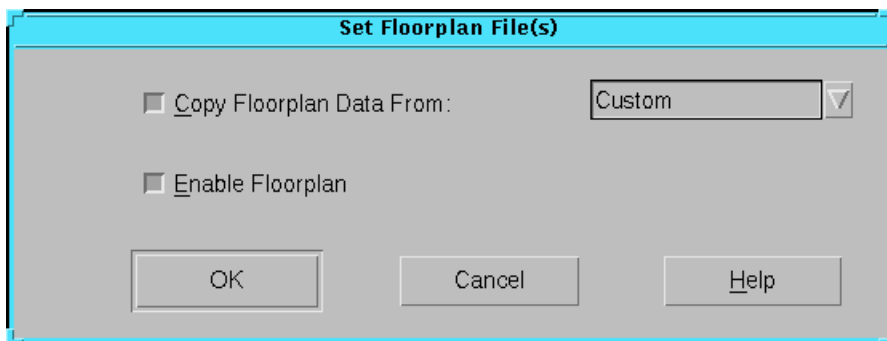 Set Floorplan File(s)
Copy Floorplan Data From: Custom
Enable Floorplan
OK Cancel Help